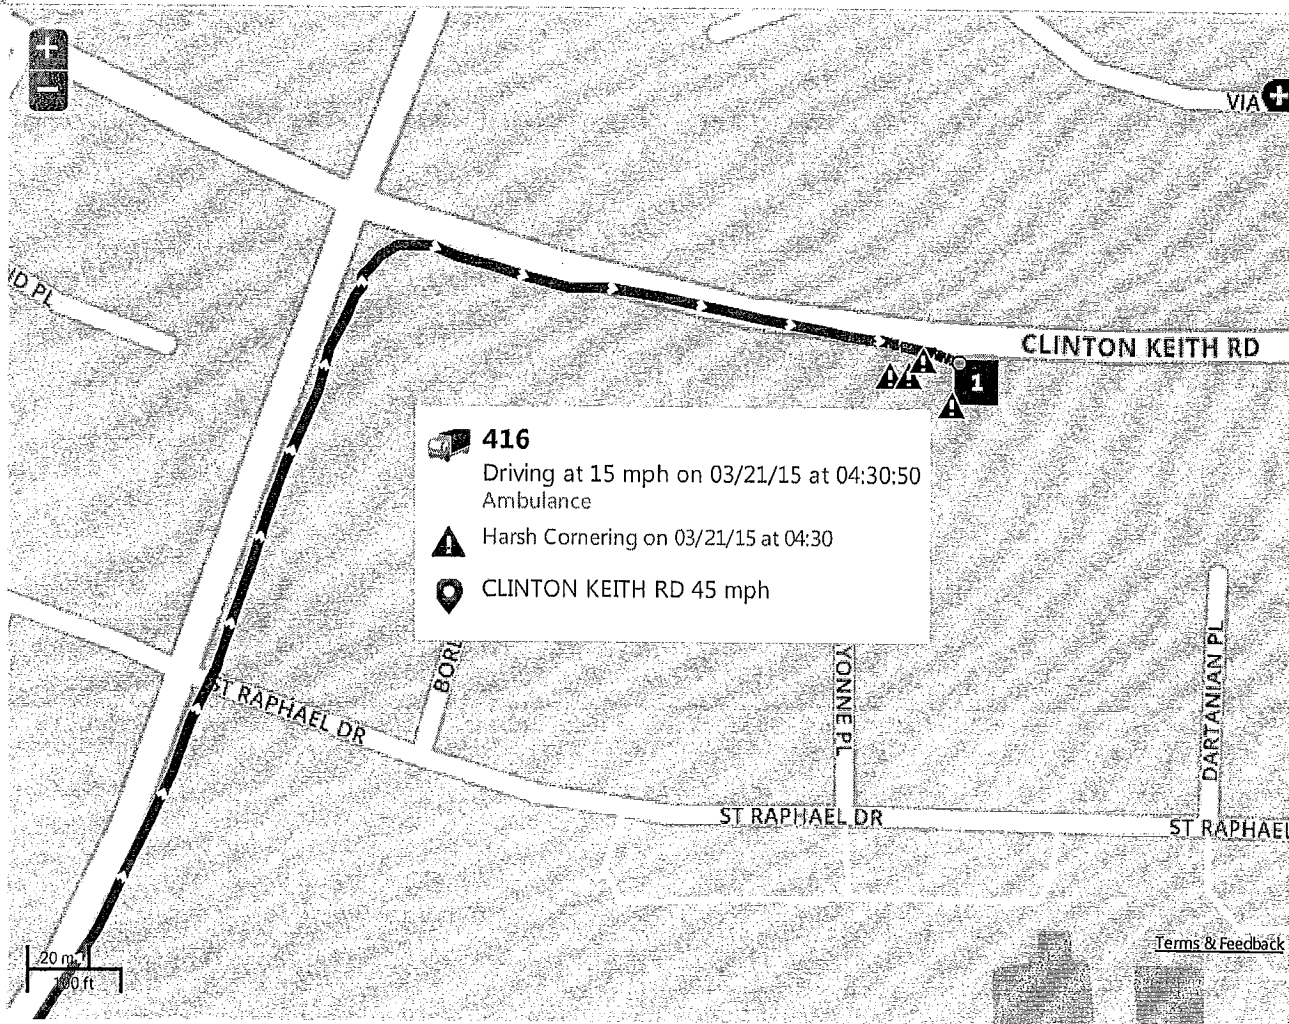 +
−
VIA
ND PL
CLINTON KEITH RD
1
416
Driving at 15 mph on 03/21/15 at 04:30:50
Ambulance
Harsh Cornering on 03/21/15 at 04:30
CLINTON KEITH RD 45 mph
BORD
YONNE PL
DARTANIAN PL
ST RAPHAEL DR
ST RAPHAEL DR
ST RAPHAEL
Terms & Feedback
20 m
100 ft